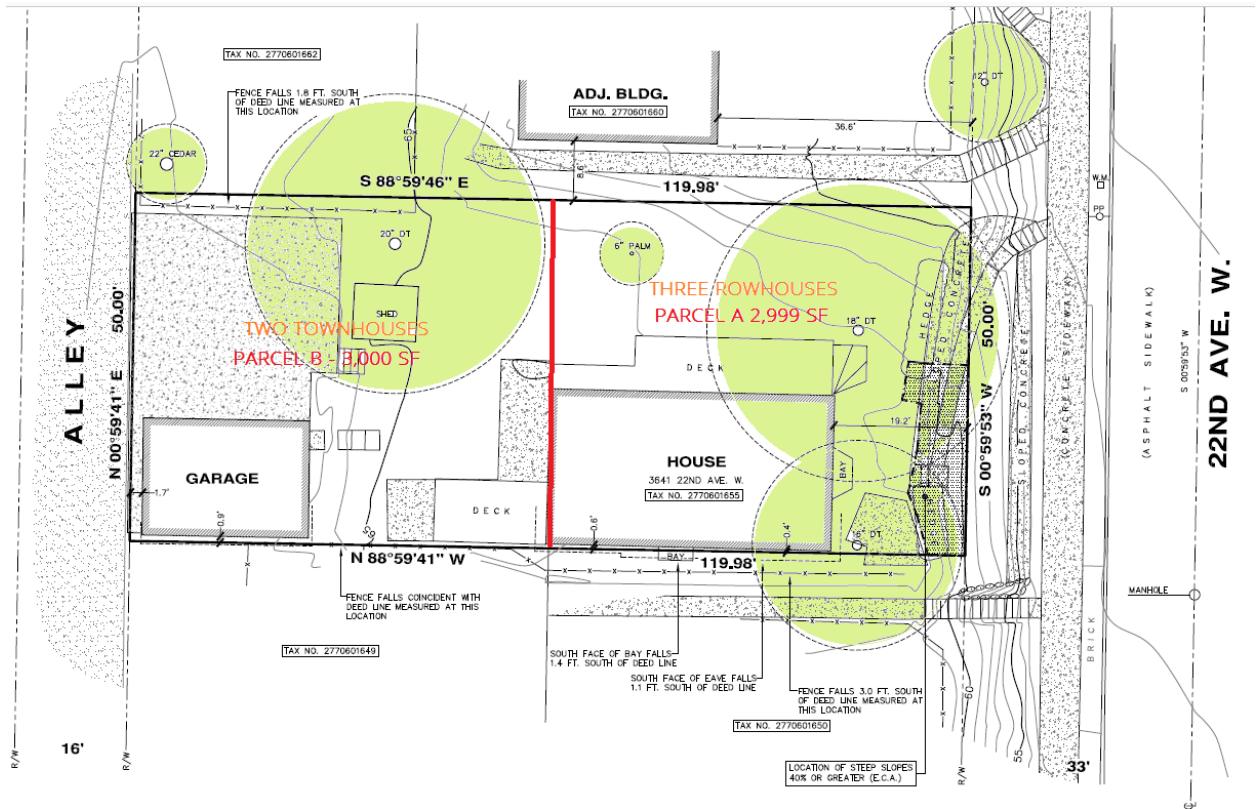 TAX NO. 2770601662
FENCE FALLS 1.8 FT. SOUTH
OF DEED LINE MEASURED AT
THIS LOCATION
ADJ. BLDG.
TAX NO. 2770601660
12" DT
36.6'
22" CEDAR
65
8.6'
S 88°59'46" E
119.98'
W.M.
PP
20" DT
6" PALM
SHED
THREE ROWHOUSES
PARCEL A 2,999 SF
18" DT
HEDGE
SLOPED CONCRETE
TWO TOWNHOUSES
PARCEL B - 3,000 SF
DECK
ALLEY
N 00°59'41" E
50.00'
50.00'
S 00°59'53" W
SLOPED CONCRETE
(CONCRETE SIDEWALK)
(ASPHALT SIDEWALK)
S 00°59'53" W
22ND AVE. W.
19.2'
GARAGE
HOUSE
3641 22ND AVE. W.
TAX NO. 2770601655
BAY
1.7'
0.9'
DECK
0.6'
0.4'
16" DT
65
BAY
N 88°59'41" W
119.98'
FENCE FALLS COINCIDENT WITH
DEED LINE MEASURED AT THIS
LOCATION
MANHOLE
BRICK
TAX NO. 2770601649
SOUTH FACE OF BAY FALLS
1.4 FT. SOUTH OF DEED LINE
SOUTH FACE OF EAVE FALLS
1.1 FT. SOUTH OF DEED LINE
FENCE FALLS 3.0 FT. SOUTH
OF DEED LINE MEASURED AT
THIS LOCATION
60
TAX NO. 2770601650
55
R/W
16'
R/W
LOCATION OF STEEP SLOPES
40% OR GREATER (E.C.A.)
R/W
33'